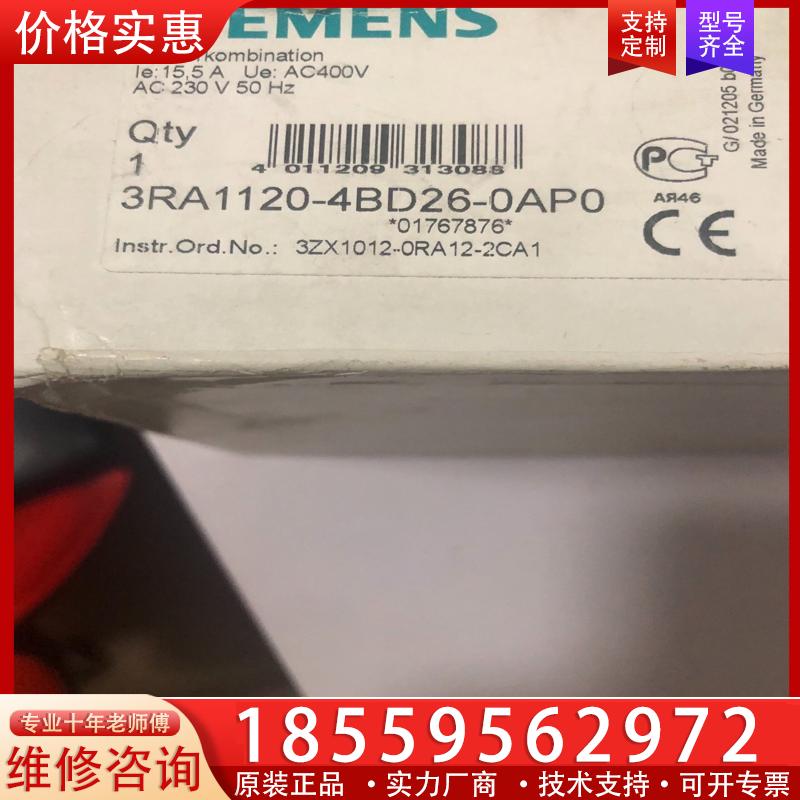 价格实惠
支持定制
型号齐全
SIEMENS
kombination
Ie: 15,5 A Ue: AC400V
AC 230 V 50 Hz
Qty
1
4 011209 313088
3RA1120-4BD26-0AP0
*01767876*
Instr.Ord.No.: 3ZX1012-0RA12-2CA1
АЯ46
CE
Made in Germany
专业十年老师傅
维修咨询
18559562972
原装正品 • 实力厂商 • 技术支持 • 可开专票